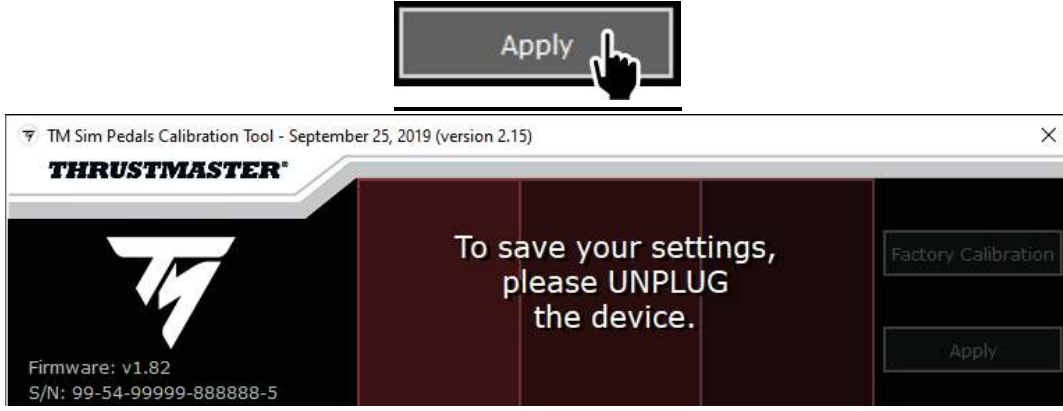 Apply
TM Sim Pedals Calibration Tool - September 25, 2019 (version 2.15)
THRUSTMASTER®
To save your settings,
please UNPLUG
the device.
Factory Calibration
Apply
Firmware: v1.82
S/N: 99-54-99999-888888-5